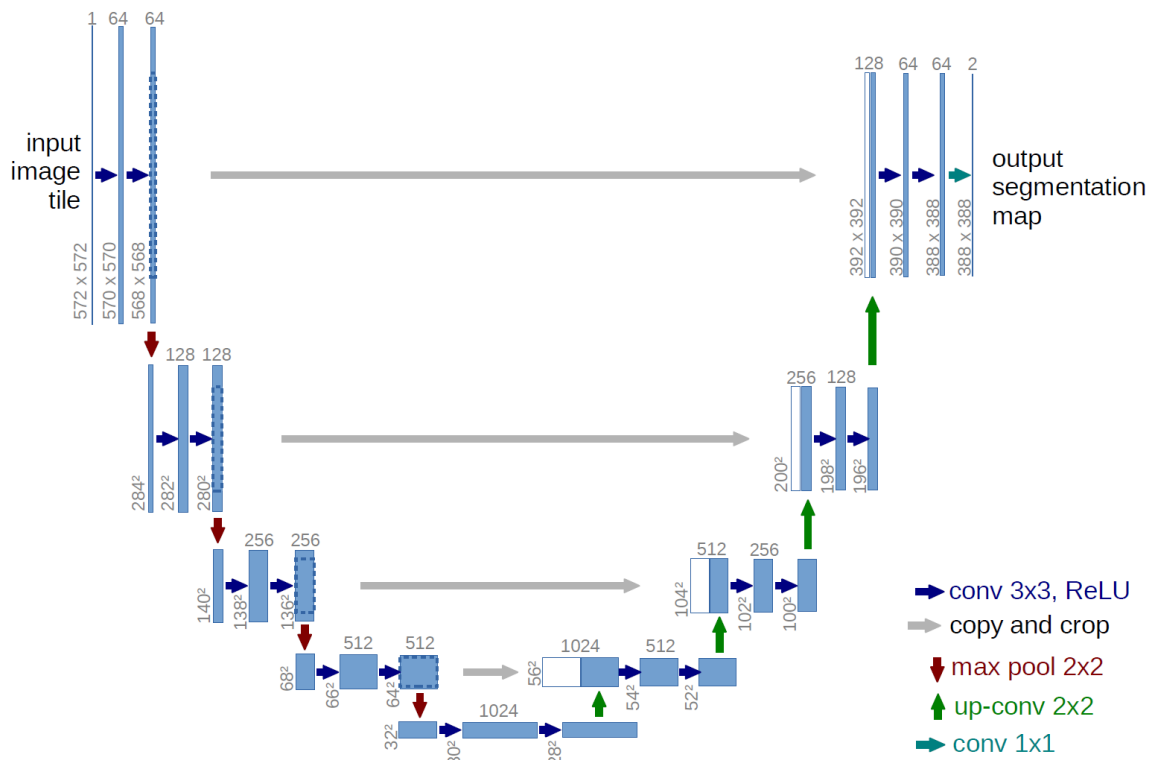 1 64 64
input
image
tile
572 x 572
570 x 570
568 x 568
128 64 64 2
output
segmentation
map
392 x 392
390 x 390
388 x 388
388 x 388
128 128
284²
282²
280²
256 128
200²
198²
196²
256 256
140²
138²
136²
512 256
104²
102²
100²
512 512
68²
66²
64²
1024 512
56²
54²
52²
1024
32²
30²
28²
conv 3x3, ReLU
copy and crop
max pool 2x2
up-conv 2x2
conv 1x1